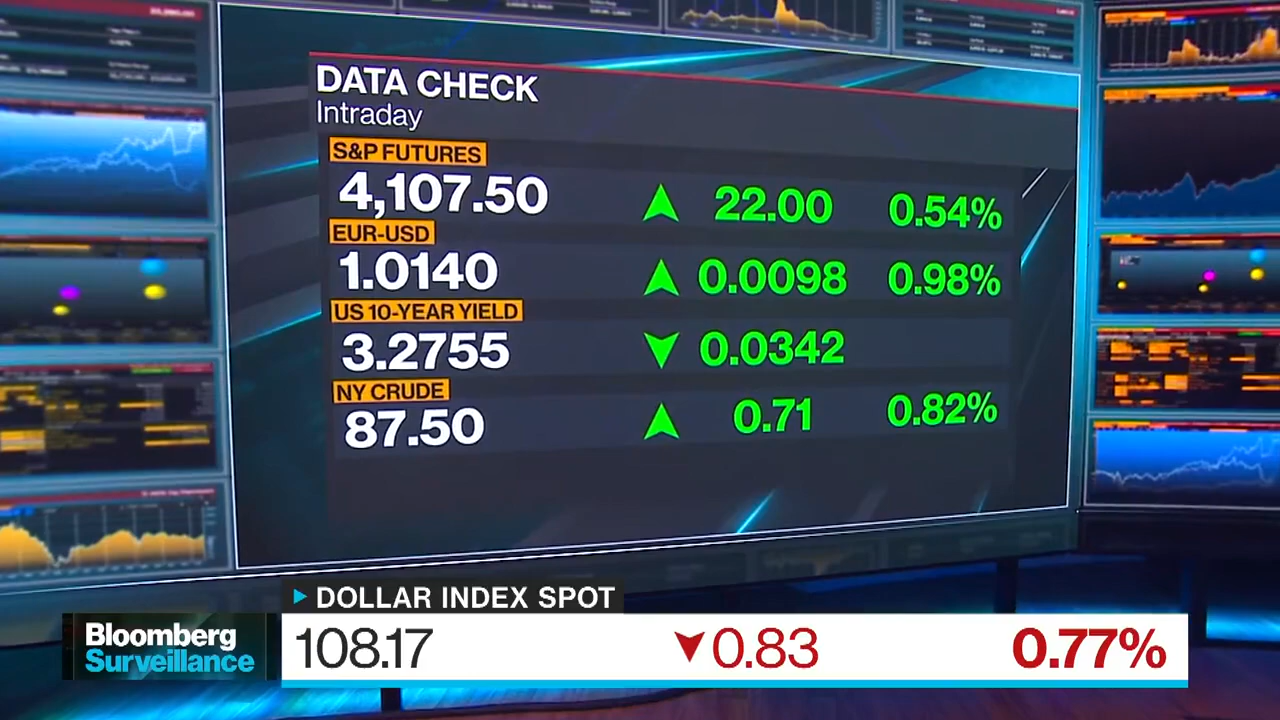 DATA CHECK
Intraday
S&P FUTURES
4,107.50 ▲ 22.00 0.54%
EUR-USD
1.0140 ▲ 0.0098 0.98%
US 10-YEAR YIELD
3.2755 ▼ 0.0342
NY CRUDE
87.50 ▲ 0.71 0.82%
DOLLAR INDEX SPOT
Bloomberg
Surveillance
108.17 ▼ 0.83 0.77%